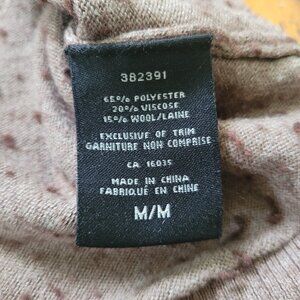 382391
65% POLYESTER
20% VISCOSE
15% WOOL/LAINE
EXCLUSIVE OF TRIM
GARNITURE NON COMPRISE
CA 16035
MADE IN CHINA
FABRIQUE EN CHINE
M/M